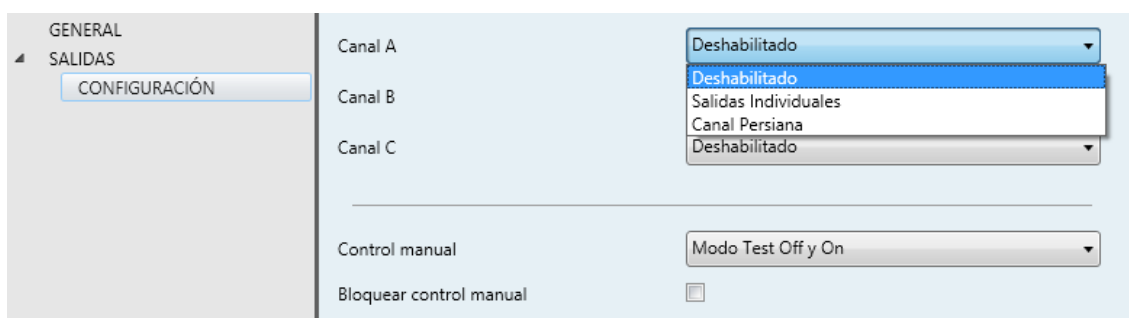 GENERAL
SALIDAS
CONFIGURACIÓN
Canal A
Deshabilitado
Deshabilitado
Salidas Individuales
Canal Persiana
Canal B
Canal C
Deshabilitado
Control manual
Modo Test Off y On
Bloquear control manual